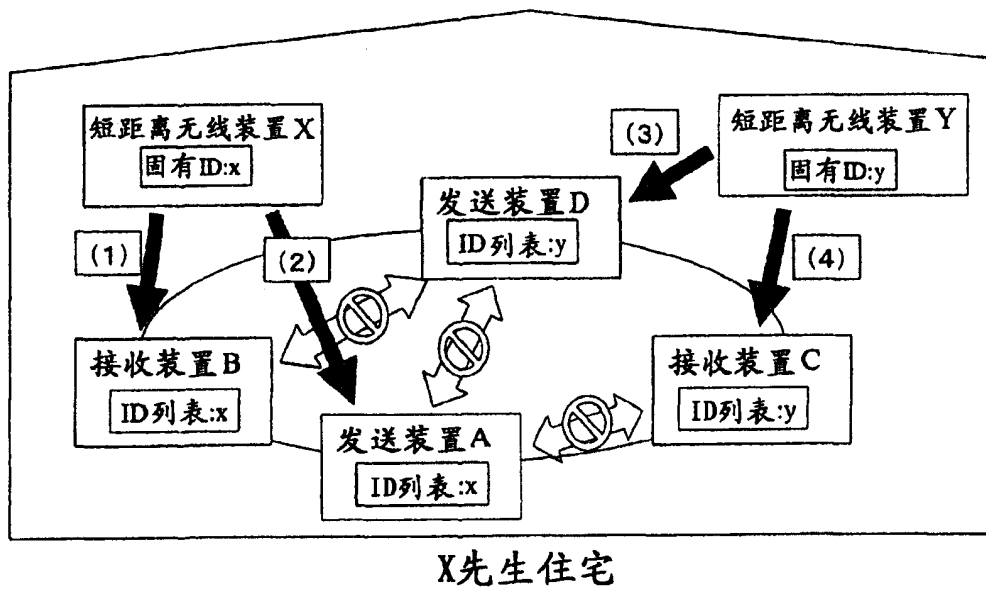 短距离无线装置X
固有ID:x
短距离无线装置Y
固有ID:y
(3)
发送装置D
ID列表:y
(1)
(2)
(4)
接收装置B
ID列表:x
接收装置C
ID列表:y
发送装置A
ID列表:x
X先生住宅